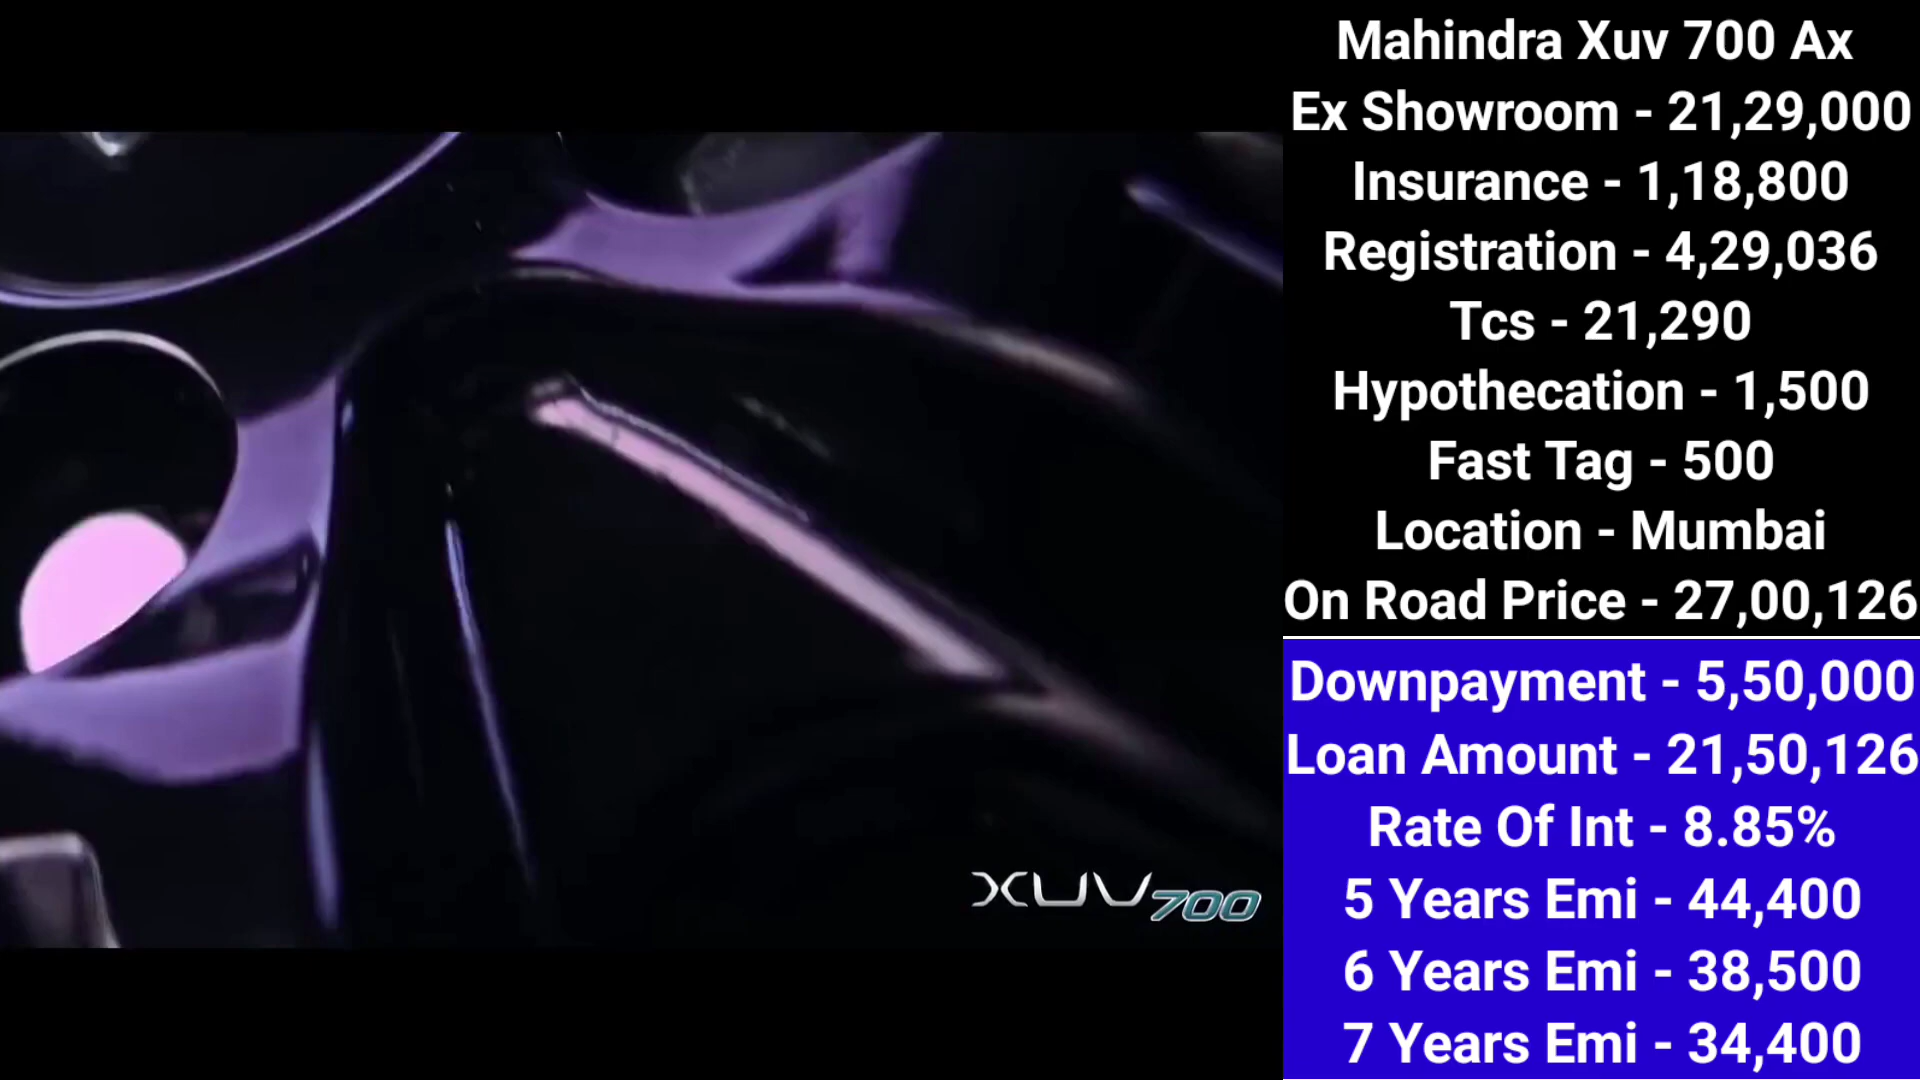 Mahindra Xuv 700 Ax
Ex Showroom - 21,29,000
Insurance - 1,18,800
Registration - 4,29,036
Tcs - 21,290
Hypothecation - 1,500
Fast Tag - 500
Location - Mumbai
On Road Price - 27,00,126
Downpayment - 5,50,000
Loan Amount - 21,50,126
Rate Of Int - 8.85%
5 Years Emi - 44,400
6 Years Emi - 38,500
7 Years Emi - 34,400
XUV700